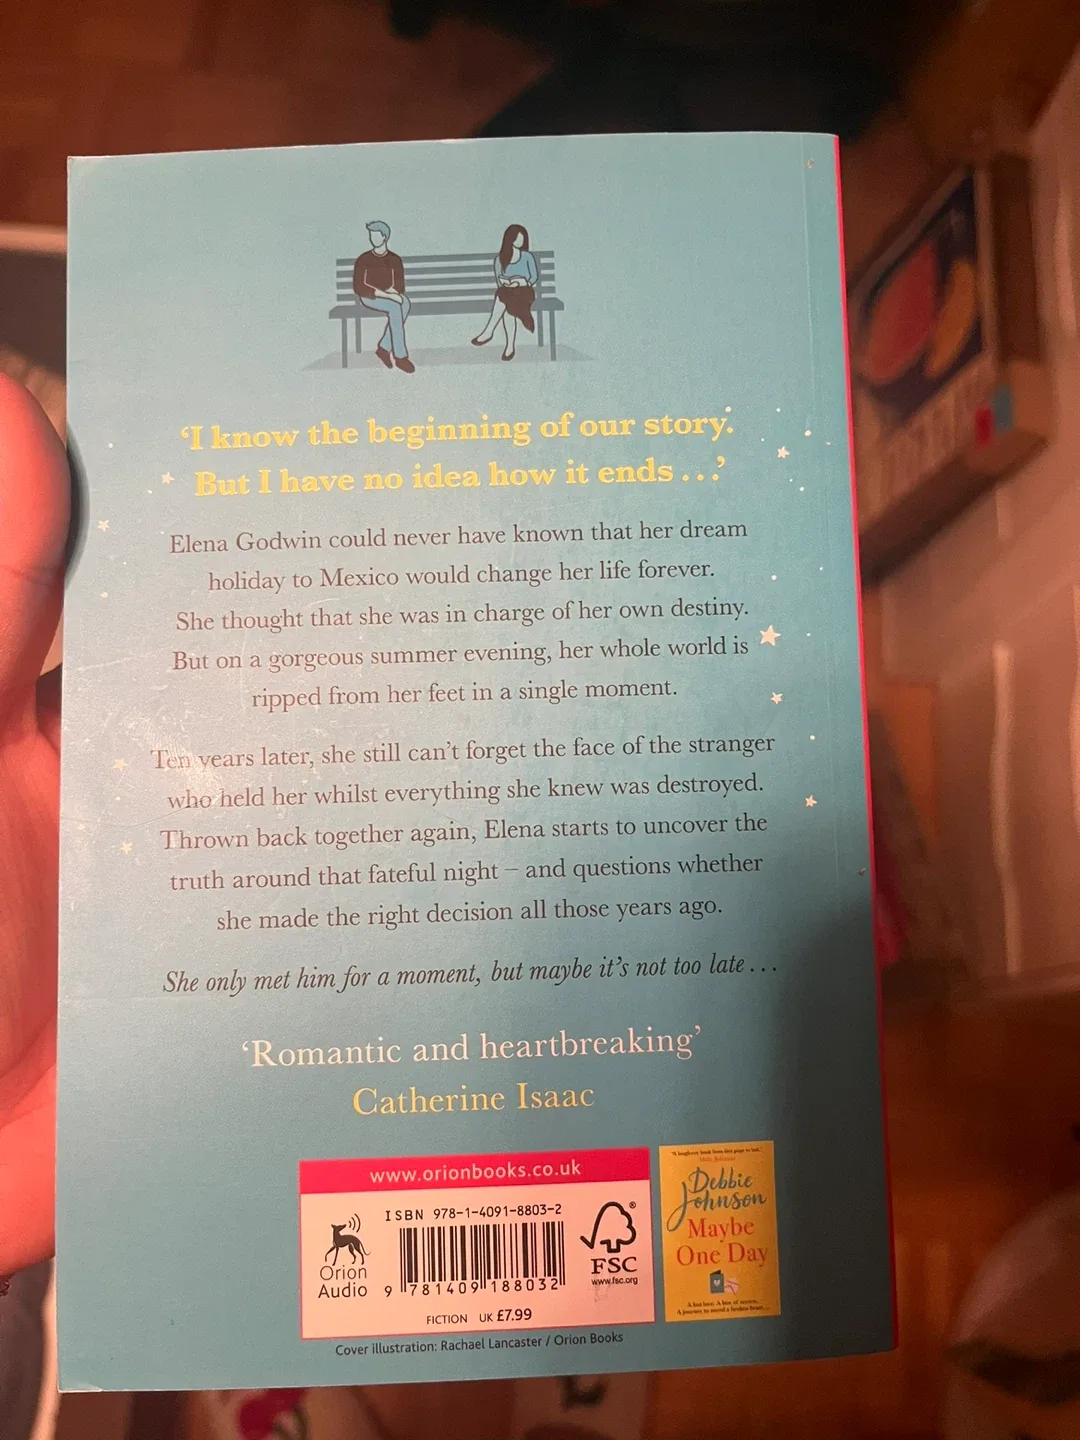 ‘I know the beginning of our story.
But I have no idea how it ends . . .’
Elena Godwin could never have known that her dream
holiday to Mexico would change her life forever.
She thought that she was in charge of her own destiny.
But on a gorgeous summer evening, her whole world is
ripped from her feet in a single moment.
Ten years later, she still can’t forget the face of the stranger
who held her whilst everything she knew was destroyed.
Thrown back together again, Elena starts to uncover the
truth around that fateful night – and questions whether
she made the right decision all those years ago.
She only met him for a moment, but maybe it’s not too late . . .
‘Romantic and heartbreaking’
Catherine Isaac
www.orionbooks.co.uk
ISBN 978-1-4091-8803-2
Orion
Audio
9 781409 188032
FICTION UK £7.99
®
FSC
www.fsc.org
Debbie
Johnson
Maybe
One Day
A journey to mend a broken heart...
Cover illustration: Rachael Lancaster / Orion Books